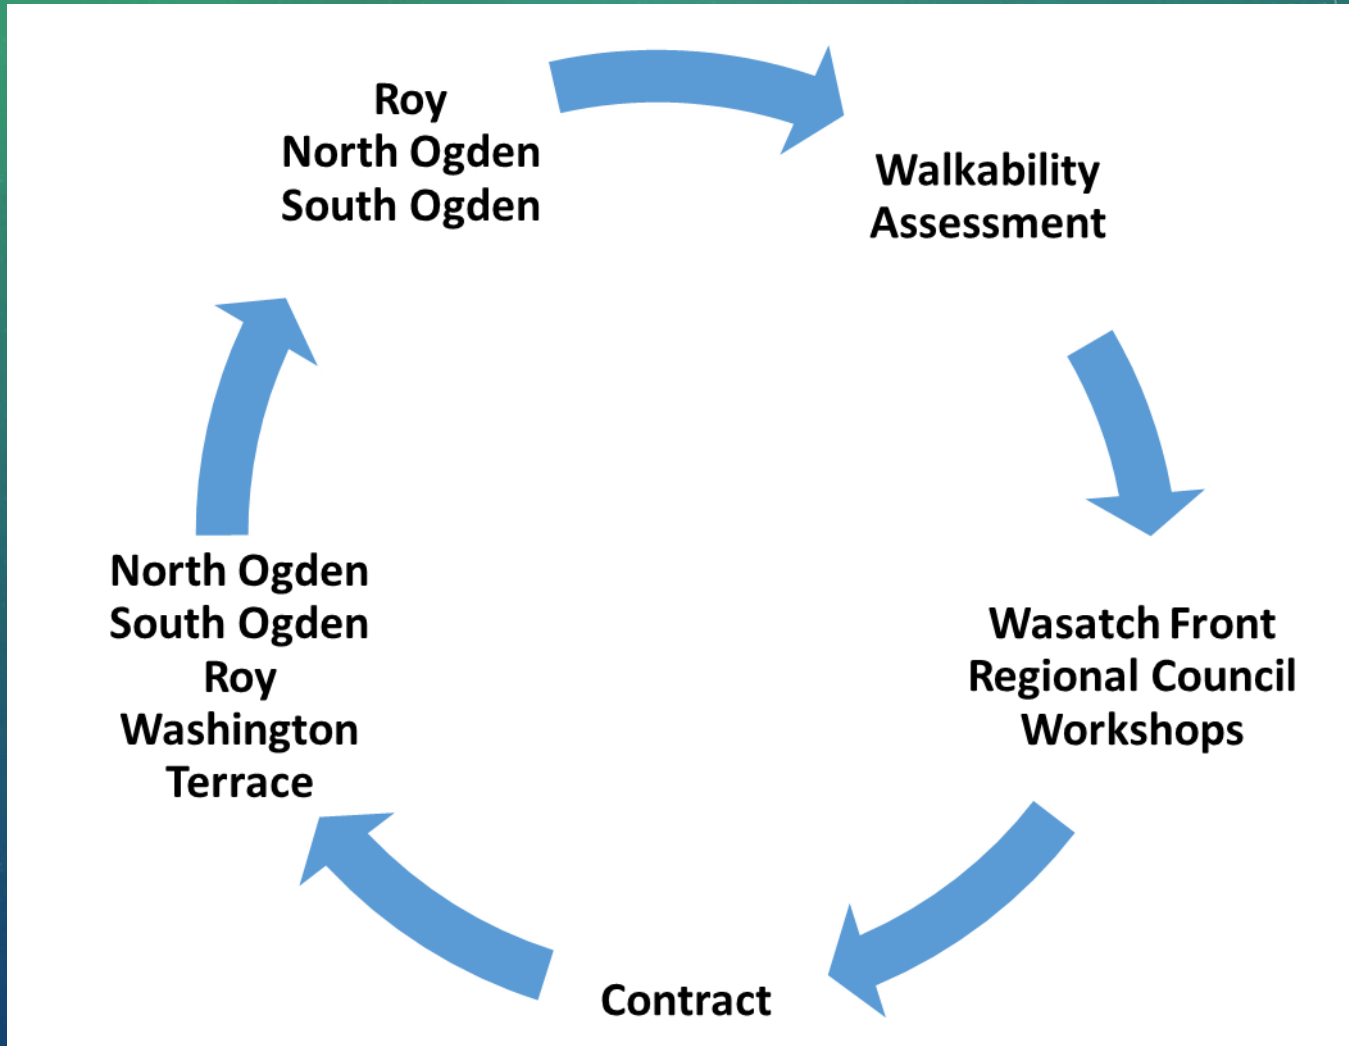 Roy
North Ogden
South Ogden
Walkability
Assessment
Wasatch Front
Regional Council
Workshops
Contract
North Ogden
South Ogden
Roy
Washington
Terrace